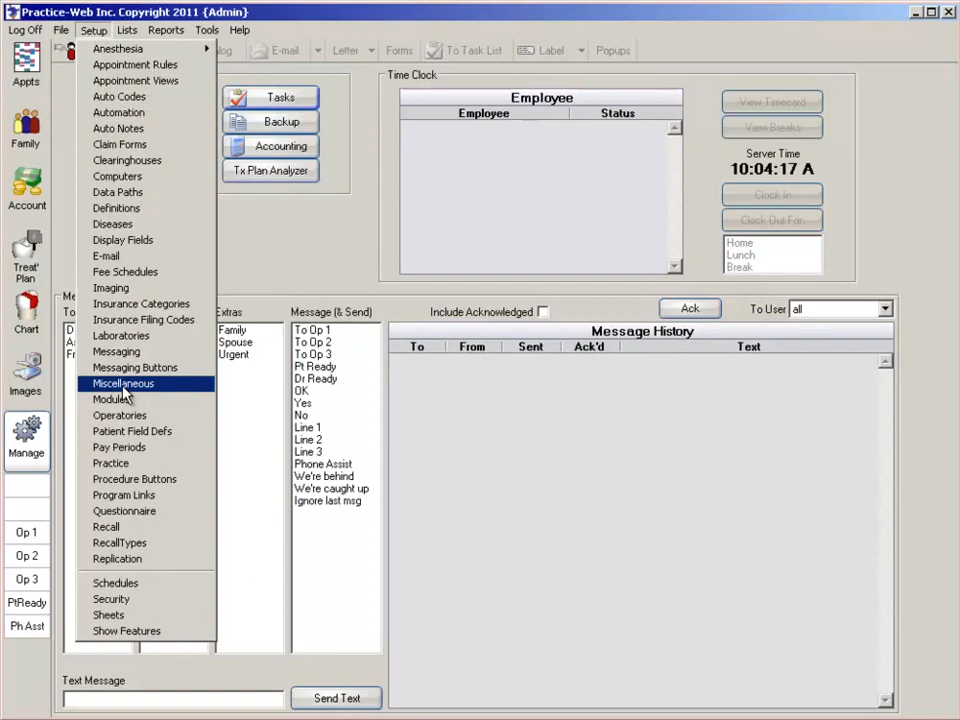 Practice-Web Inc. Copyright 2011 {Admin}
Log Off File Setup Lists Reports Tools Help
E-mail Letter Forms To Task List Label Popups
Appts
Family
Account
Treat' Plan
Chart
Images
Manage
Op 1
Op 2
Op 3
PtReady
Ph Asst
Anesthesia
Appointment Rules
Appointment Views
Auto Codes
Automation
Auto Notes
Claim Forms
Clearinghouses
Computers
Data Paths
Definitions
Diseases
Display Fields
E-mail
Fee Schedules
Imaging
Insurance Categories
Insurance Filing Codes
Laboratories
Messaging
Messaging Buttons
Miscellaneous
Modules
Operatories
Patient Field Defs
Pay Periods
Practice
Procedure Buttons
Program Links
Questionnaire
Recall
RecallTypes
Replication
Schedules
Security
Sheets
Show Features
Tasks
Backup
Accounting
Tx Plan Analyzer
Time Clock
Employee
Employee Status
View Timecard
View Breaks
Server Time
10:04:17 A
Clock In
Clock Out For:
Home
Lunch
Break
Extras
Family
Spouse
Urgent
Message (& Send)
To Op 1
To Op 2
To Op 3
Pt Ready
Dr Ready
OK
Yes
No
Line 1
Line 2
Line 3
Phone Assist
We're behind
We're caught up
Ignore last msg
Include Acknowledged
Ack
To User all
Message History
To From Sent Ack'd Text
Text Message
Send Text